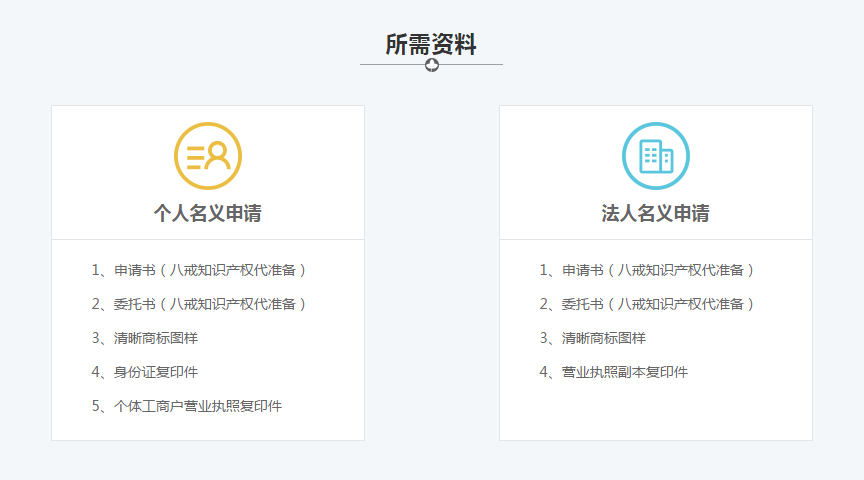 所需资料
个人名义申请
1、申请书（八戒知识产权代准备）
2、委托书（八戒知识产权代准备）
3、清晰商标图样
4、身份证复印件
5、个体工商户营业执照复印件
法人名义申请
1、申请书（八戒知识产权代准备）
2、委托书（八戒知识产权代准备）
3、清晰商标图样
4、营业执照副本复印件